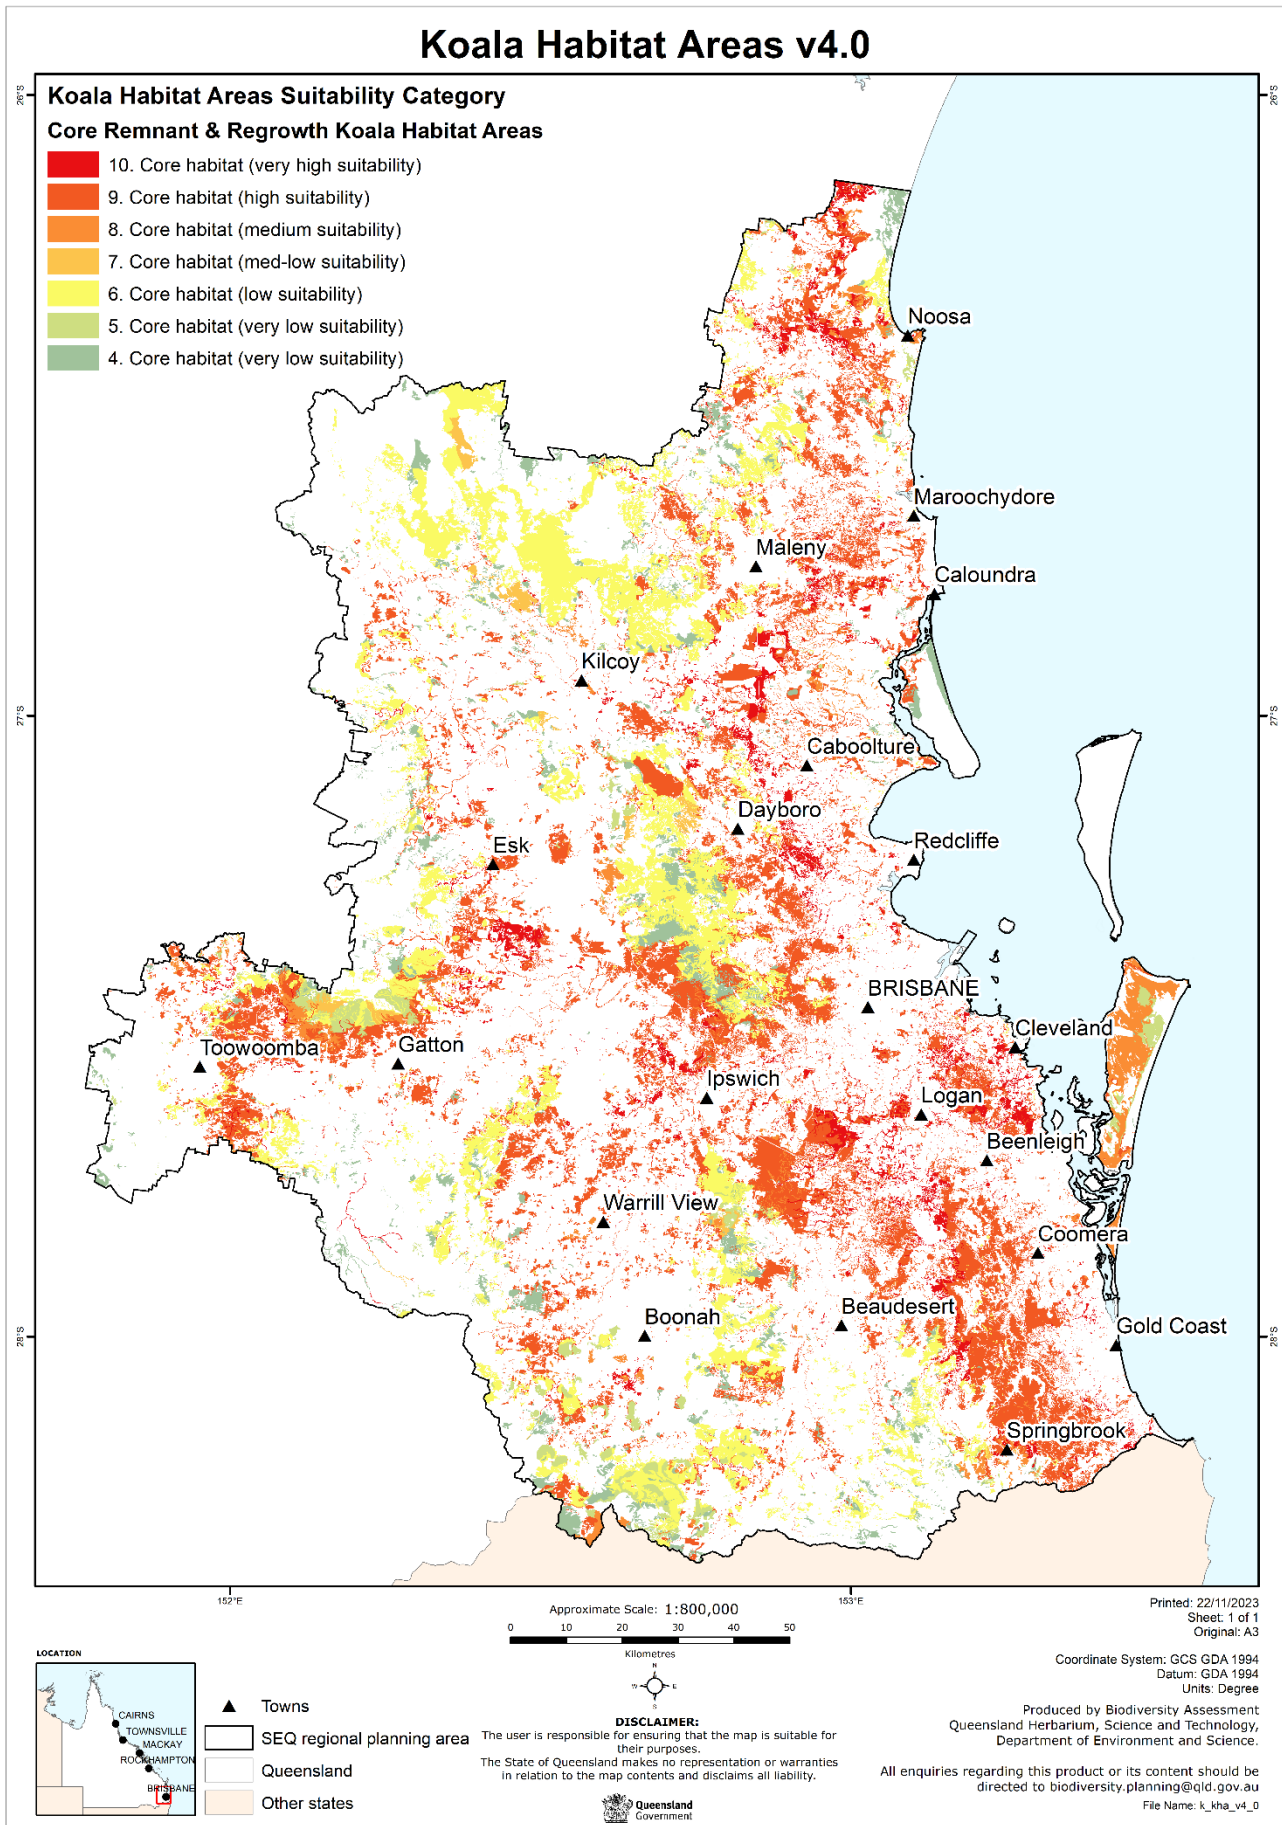 Koala Habitat Areas v4.0
Koala Habitat Areas Suitability Category
Core Remnant & Regrowth Koala Habitat Areas
10. Core habitat (very high suitability)
9. Core habitat (high suitability)
8. Core habitat (medium suitability)
7. Core habitat (med-low suitability)
6. Core habitat (low suitability)
5. Core habitat (very low suitability)
4. Core habitat (very low suitability)
26°S
26°S
Noosa
Maroochydore
Maleny
Caloundra
Kilcoy
27°S
27°S
Caboolture
Dayboro
Esk
Redcliffe
BRISBANE
Cleveland
Toowoomba
Gatton
Ipswich
Logan
Beenleigh
Warrill View
Coomera
Boonah
Beaudesert
Gold Coast
28°S
28°S
Springbrook
152°E
153°E
Approximate Scale: 1:800,000
0 10 20 30 40 50
Kilometres
N
W E
S
Printed: 22/11/2023
Sheet: 1 of 1
Original: A3
Coordinate System: GCS GDA 1994
Datum: GDA 1994
Units: Degree
Produced by Biodiversity Assessment
Queensland Herbarium, Science and Technology,
Department of Environment and Science.
All enquiries regarding this product or its content should be
directed to biodiversity.planning@qld.gov.au
File Name: k_kha_v4_0
LOCATION
CAIRNS
TOWNSVILLE
MACKAY
ROCKHAMPTON
BRISBANE
Towns
SEQ regional planning area
Queensland
Other states
DISCLAIMER:
The user is responsible for ensuring that the map is suitable for
their purposes.
The State of Queensland makes no representation or warranties
in relation to the map contents and disclaims all liability.
Queensland
Government